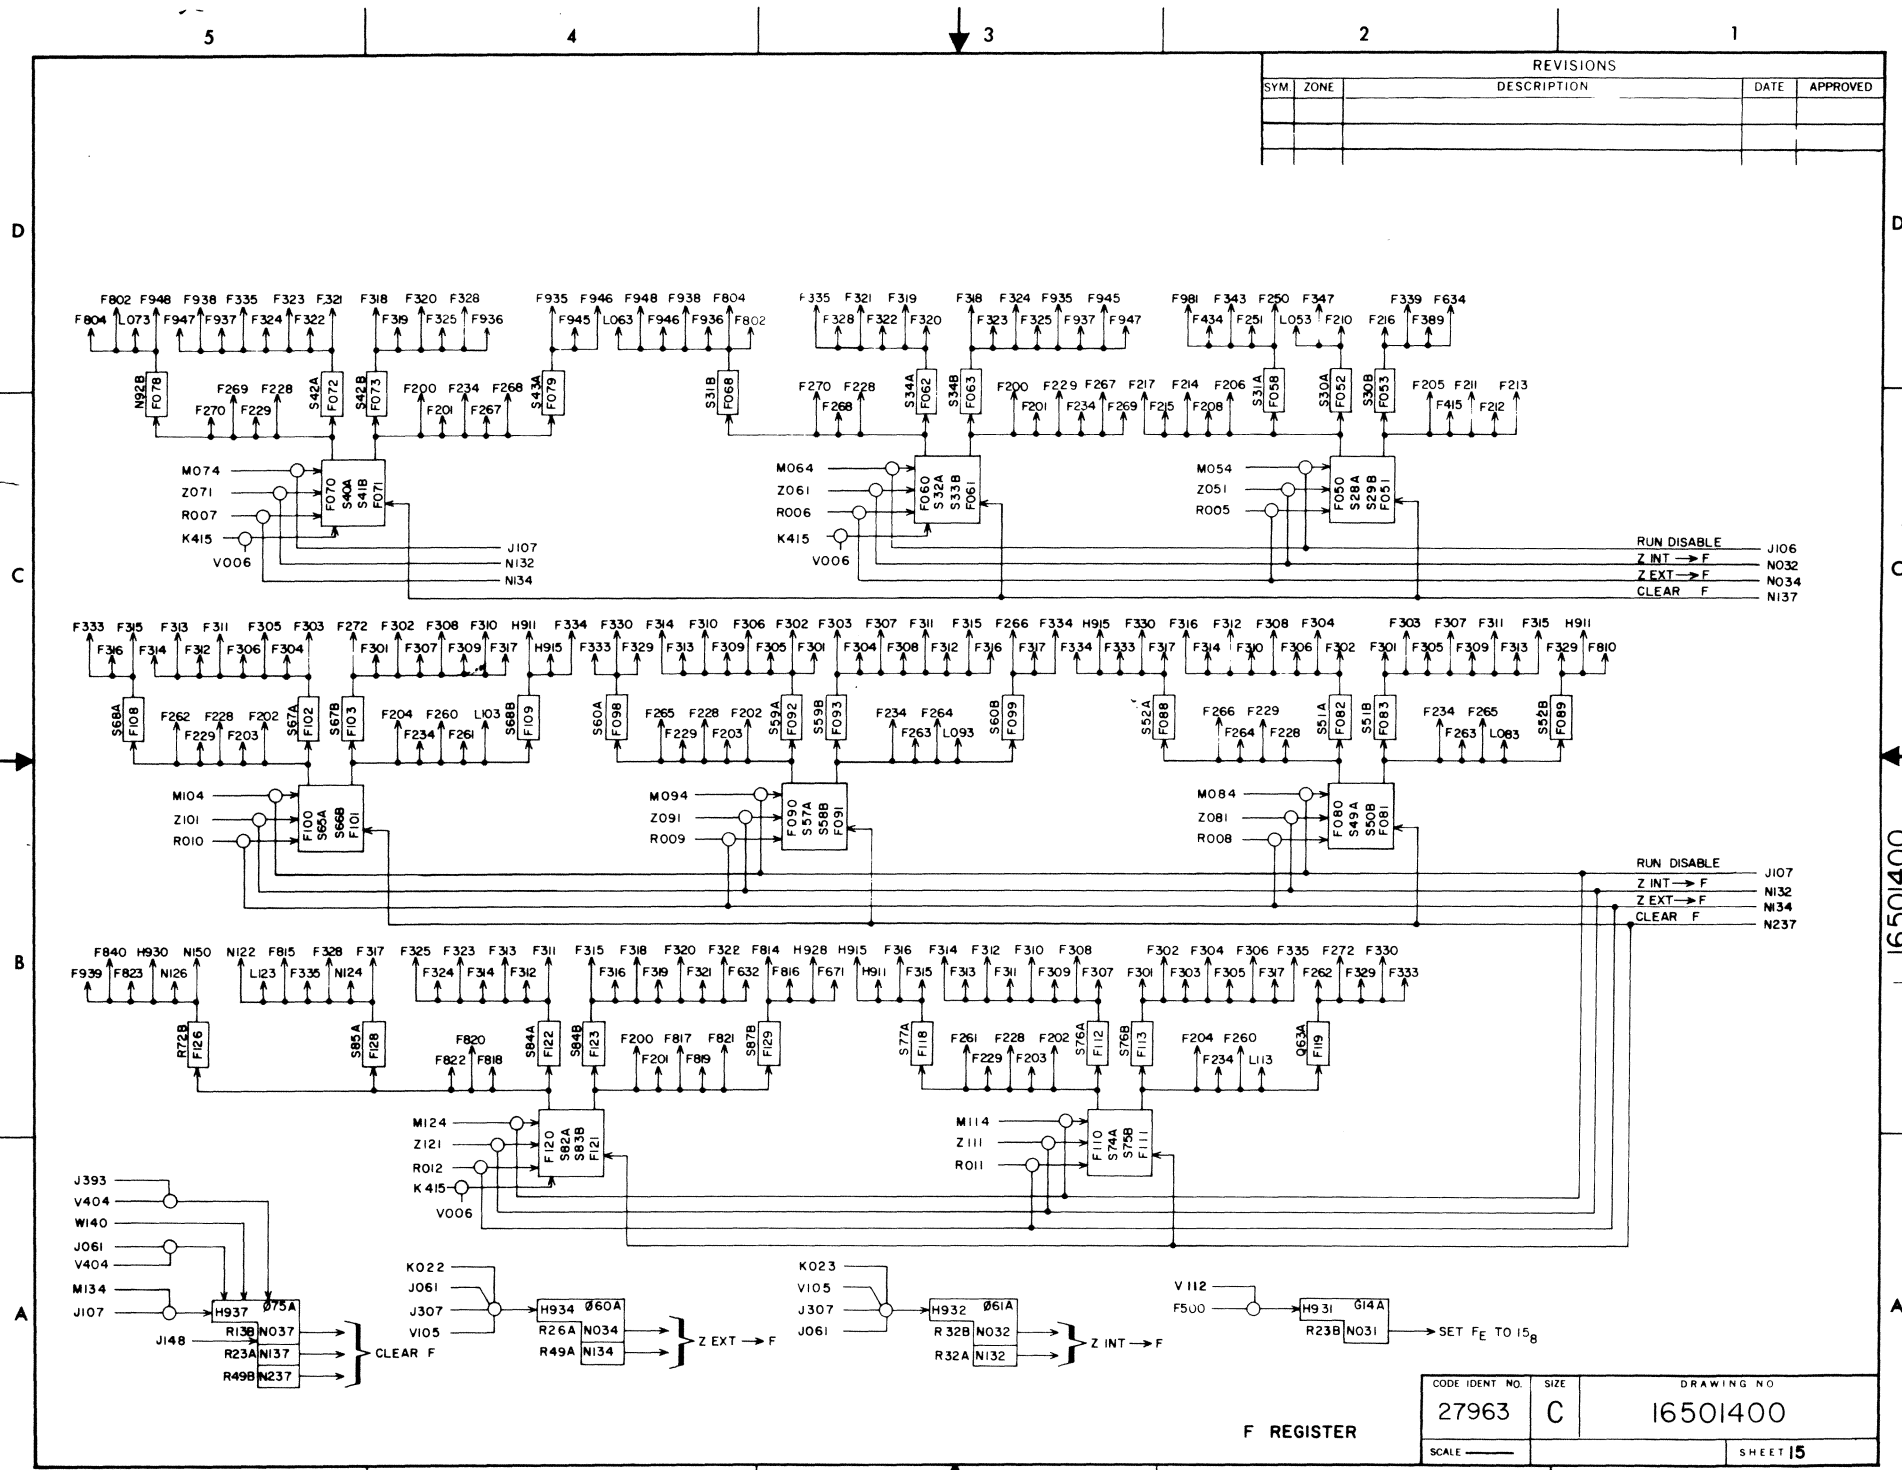 5 4 3 2 1
REVISIONS
SYM. ZONE DESCRIPTION DATE APPROVED
D D
F802 F948 F938 F335 F323 F321 F318 F320 F328 F935 F946 F948 F938 F804 F335 F321 F319 F318 F324 F935 F945 F981 F343 F250 F347 F339 F634
F804 L073 F947 F937 F324 F322 F319 F325 F936 F945 L063 F946 F936 F802 F328 F322 F320 F323 F325 F937 F947 F434 F251 L053 F210 F216 F389
N92B F078 S42A F072 S42B F073 S43A F079 S31B F068 S34A F062 S34B F063 S31A F058 S30A F052 S30B F053
F269 F228 F200 F234 F268 F270 F228 F200 F229 F267 F217 F214 F206 F205 F211 F213
F270 F229 F201 F267 F268 F201 F234 F269 F215 F208 F415 F212
M074 M064 M054
Z071 Z061 Z051
R007 R006 R005
K415 K415
V006 V006
F070 S40A S41B F071 F060 S32A S33B F061 F050 S28A S29B F051
J107
N132
N134
RUN DISABLE J106
Z INT → F N032
Z EXT → F N034
CLEAR F N137
C C
F333 F315 F313 F311 F305 F303 F272 F302 F308 F310 H911 F334 F330 F314 F310 F306 F302 F303 F307 F311 F315 F266 F334 H915 F330 F316 F312 F308 F304 F303 F307 F311 F315 H911
F316 F314 F312 F306 F304 F301 F307 F309 F317 H915 F333 F329 F313 F309 F305 F301 F304 F308 F312 F316 F317 F334 F333 F317 F314 F310 F306 F302 F301 F305 F309 F313 F329 F810
S68A F108 S67A F102 S67B F103 S68B F109 S60A F098 S59A F092 S59B F093 S60B F099 S52A F088 S51A F082 S51B F083 S52B F089
F262 F228 F202 F204 F260 L103 F265 F228 F202 F234 F264 F266 F229 F234 F265
F229 F203 F234 F261 F229 F203 F263 L093 F264 F228 F263 L083
M104 M094 M084
Z101 Z091 Z081
R010 R009 R008
F100 S65A S66B F101 F090 S57A S58B F091 F080 S49A S50B F081
RUN DISABLE J107
Z INT → F N132
Z EXT → F N134
CLEAR F N237
16501400
B
F840 H930 N150 N122 F815 F328 F317 F325 F323 F313 F311 F315 F318 F320 F322 F814 H928 H915 F316 F314 F312 F310 F308 F302 F304 F306 F335 F272 F330
F939 F823 N126 L123 F335 N124 F324 F314 F312 F316 F319 F321 F632 F816 F671 H911 F315 F313 F311 F309 F307 F301 F303 F305 F317 F262 F329 F333
R72B F126 S85A F128 S84A F122 S84B F123 S87B F129 S77A F118 S76A F112 S76B F113 Q63A F119
F820 F200 F817 F821 F261 F228 F202 F204 F260
F822 F818 F201 F819 F229 F203 F234 L113
M124 M114
Z121 Z111
R012 R011
K415
V006
F120 S82A S83B F121 F110 S74A S75B F111
J393
V404
W140
J061
V404
M134
J107
J148
H937 Ø75A
R13B N037
R23A N137
R49B N237
CLEAR F
K022
J061
J307
V105
H934 Ø60A
R26A N034
R49A N134
Z EXT → F
K023
V105
J307
J061
H932 Ø61A
R32B N032
R32A N132
Z INT → F
V112
F500
H931 G14A
R23B N031
SET FE TO 15₈
A A
F REGISTER
CODE IDENT NO. SIZE DRAWING NO
27963 C 16501400
SCALE SHEET 15